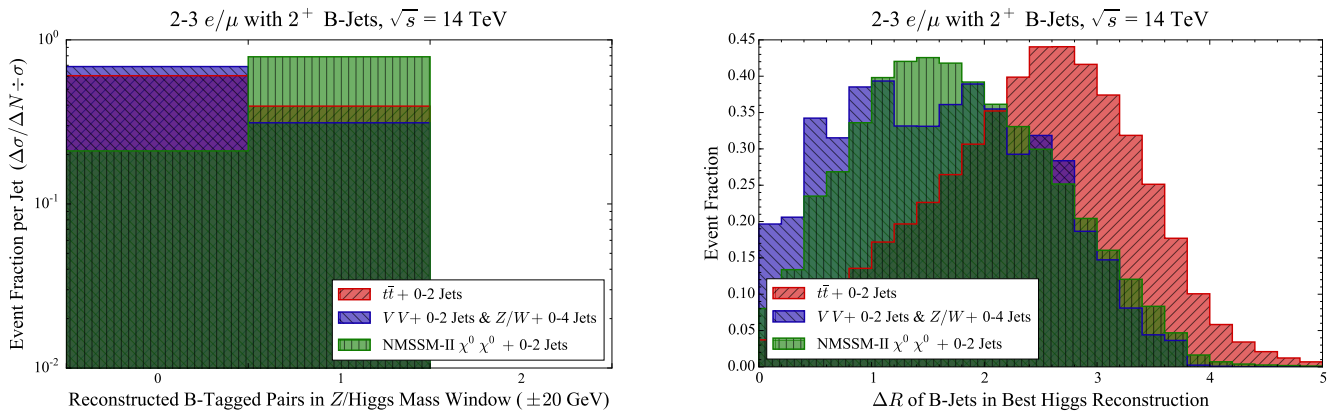 2-3 e/μ with 2⁺ B-Jets, √s = 14 TeV
Event Fraction per Jet (Δσ/ΔN ÷ σ)
10⁰
10⁻¹
10⁻²
tt̄ + 0-2 Jets
V V + 0-2 Jets & Z/W + 0-4 Jets
NMSSM-II χ⁰ χ⁰ + 0-2 Jets
0 1 2
Reconstructed B-Tagged Pairs in Z/Higgs Mass Window (±20 GeV)
2-3 e/μ with 2⁺ B-Jets, √s = 14 TeV
Event Fraction
0.45
0.40
0.35
0.30
0.25
0.20
0.15
0.10
0.05
0.00
tt̄ + 0-2 Jets
V V + 0-2 Jets & Z/W + 0-4 Jets
NMSSM-II χ⁰ χ⁰ + 0-2 Jets
0 1 2 3 4 5
ΔR of B-Jets in Best Higgs Reconstruction